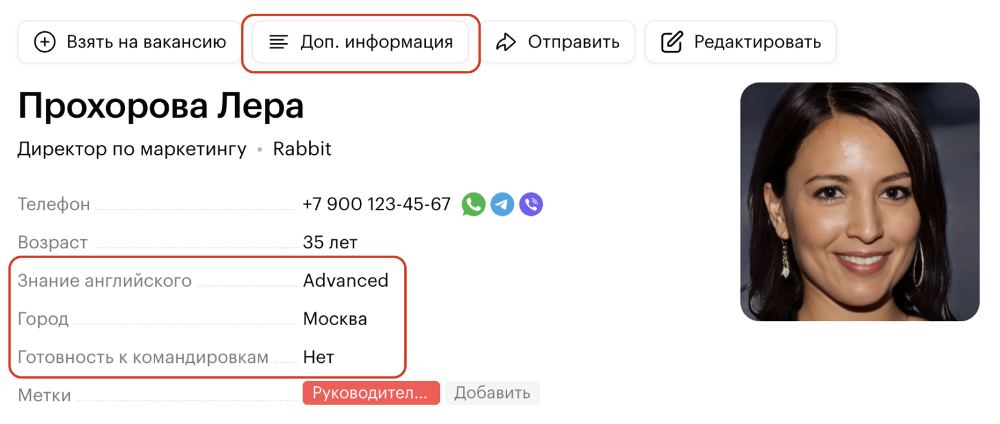 Взять на вакансию Доп. информация Отправить Редактировать
Прохорова Лера
Директор по маркетингу • Rabbit
Телефон +7 900 123-45-67
Возраст 35 лет
Знание английского Advanced
Город Москва
Готовность к командировкам Нет
Метки Руководител... Добавить